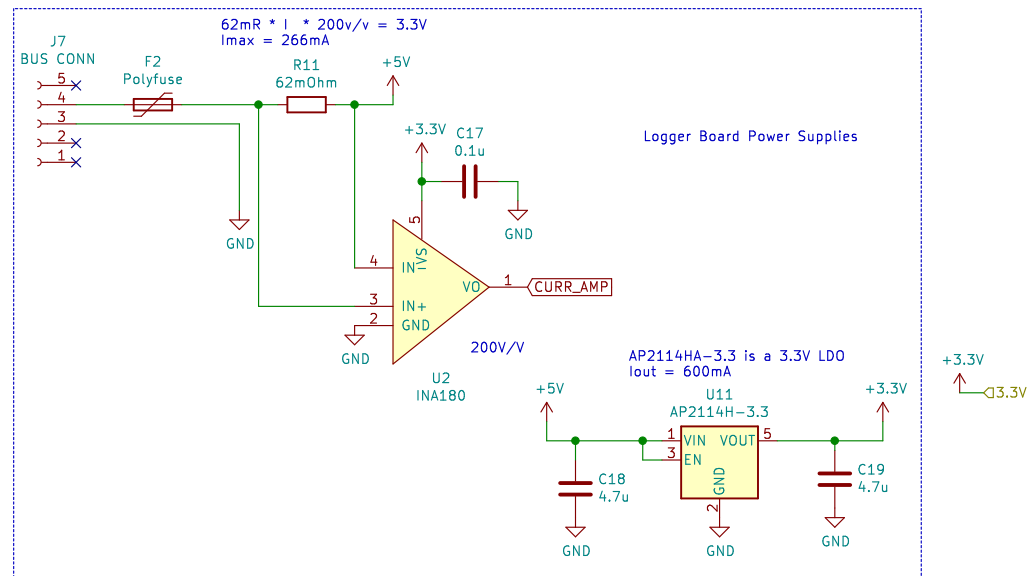 62mR * I  * 200v/v = 3.3V
Imax = 266mA
J7
BUS CONN
5
4
3
2
1
F2
Polyfuse
R11
62mOhm
+5V
+3.3V
C17
0.1u
GND
GND
Logger Board Power Supplies
5
VS
4
IN-
3
IN+
2
GND
VO
1
CURR_AMP
GND
200V/V
U2
INA180
AP2114HA-3.3 is a 3.3V LDO
Iout = 600mA
U11
AP2114H-3.3
+5V
1
VIN
VOUT
5
3
EN
GND
2
+3.3V
C18
4.7u
C19
4.7u
GND
GND
GND
+3.3V
3.3V